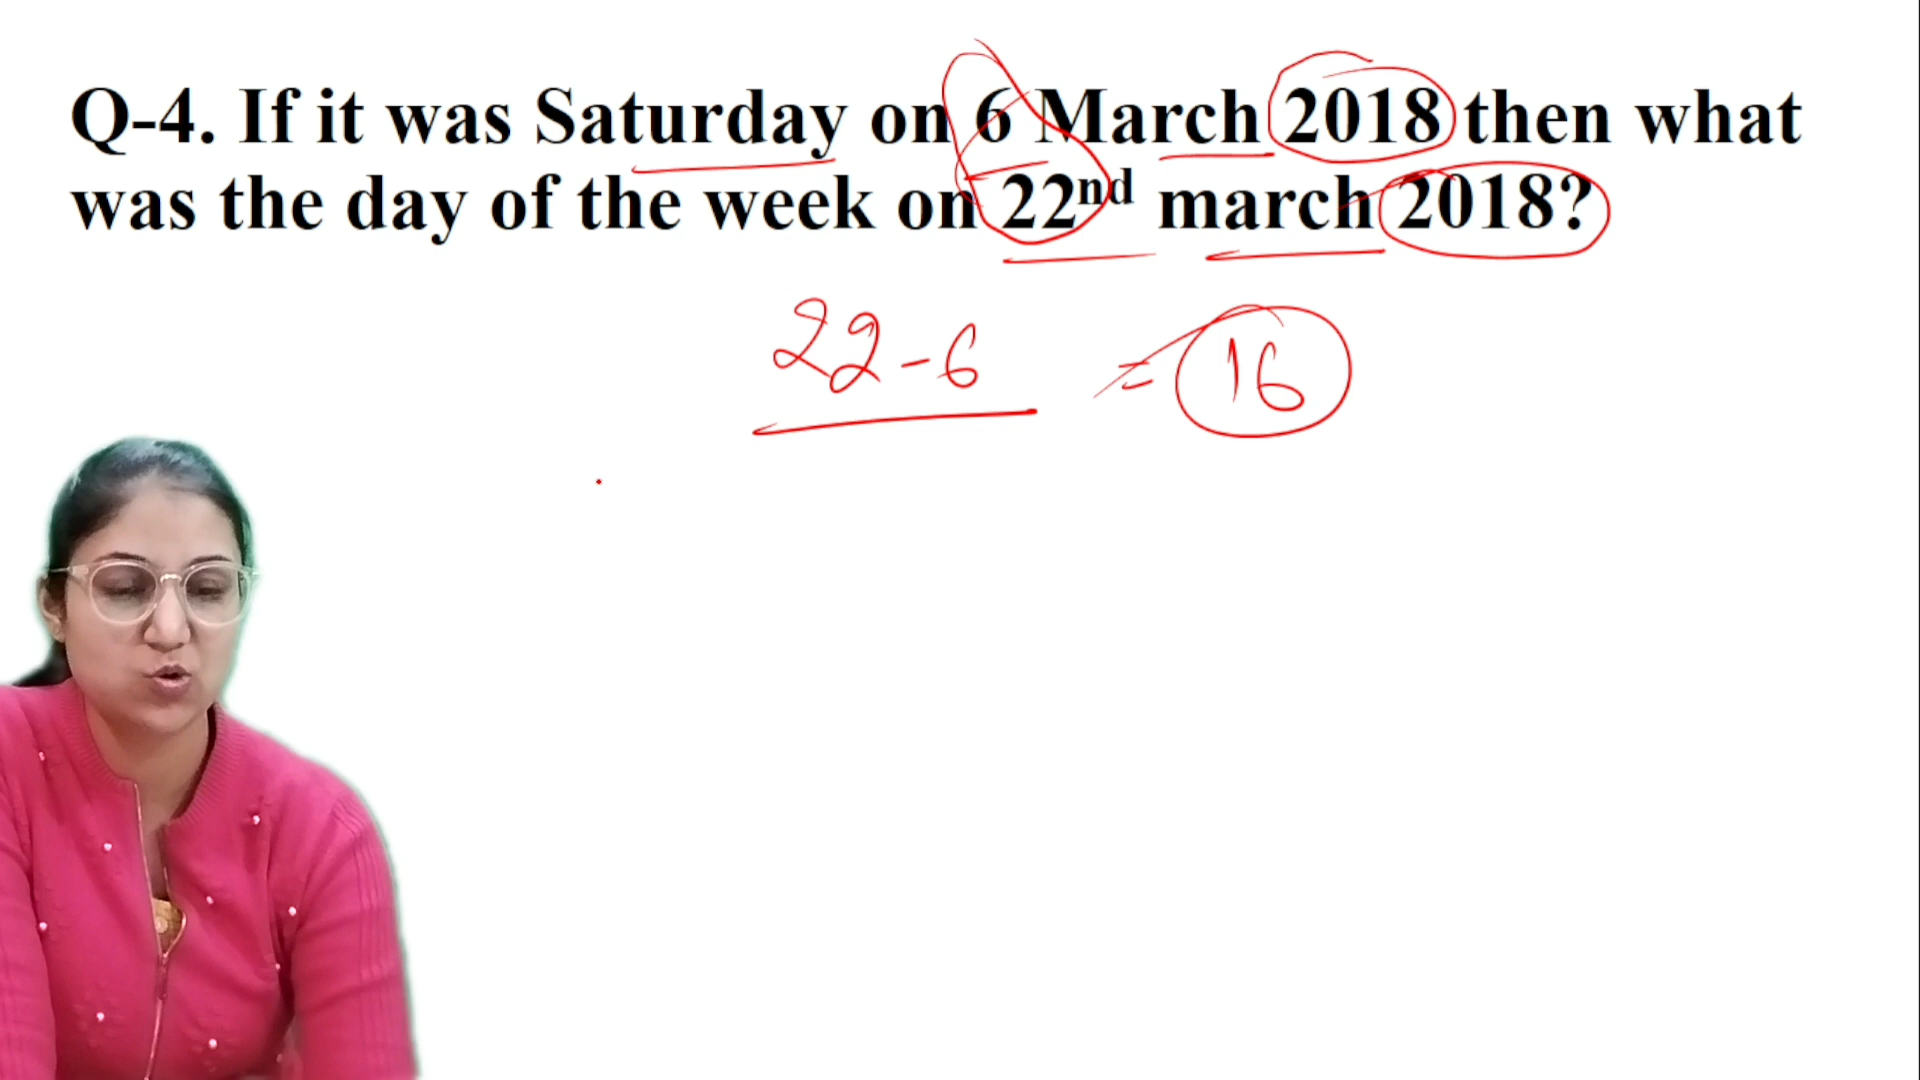 Q-4. If it was Saturday on 6 March 2018 then what
was the day of the week on 22nd march 2018?
22-6 = 16